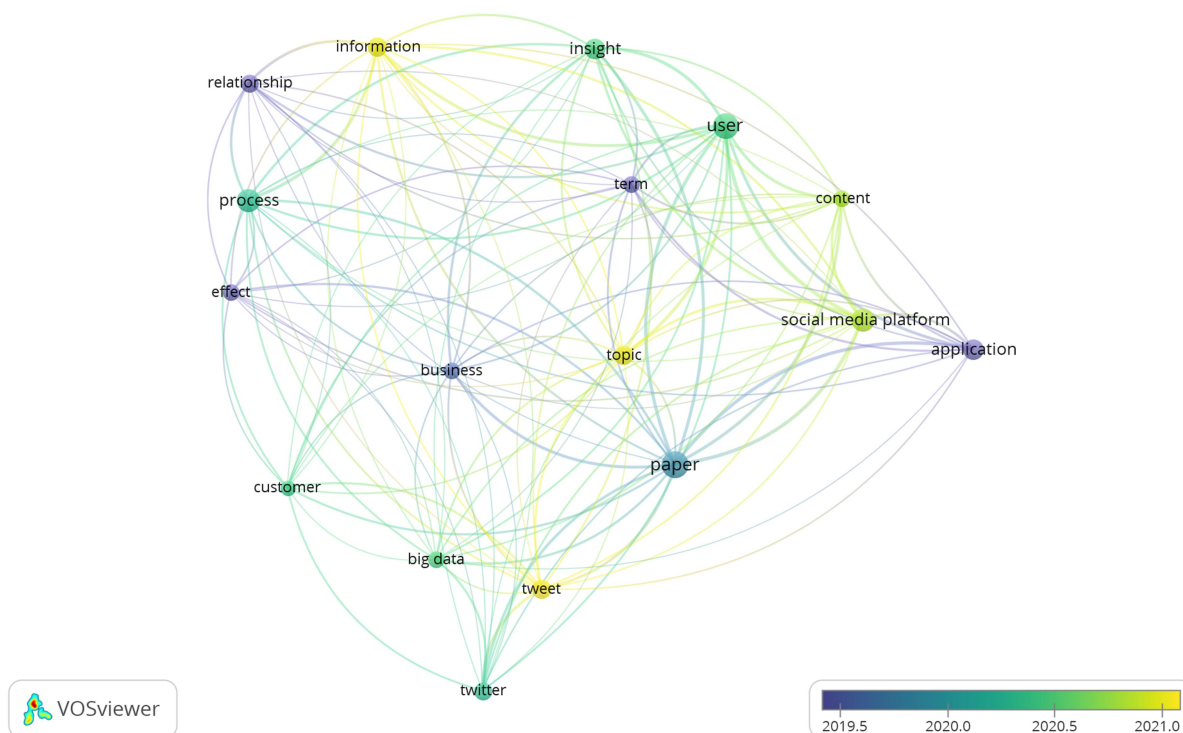 information
insight
relationship
user
term
process
content
effect
social media platform
application
topic
business
paper
customer
big data
tweet
twitter
VOSviewer
2019.5 2020.0 2020.5 2021.0